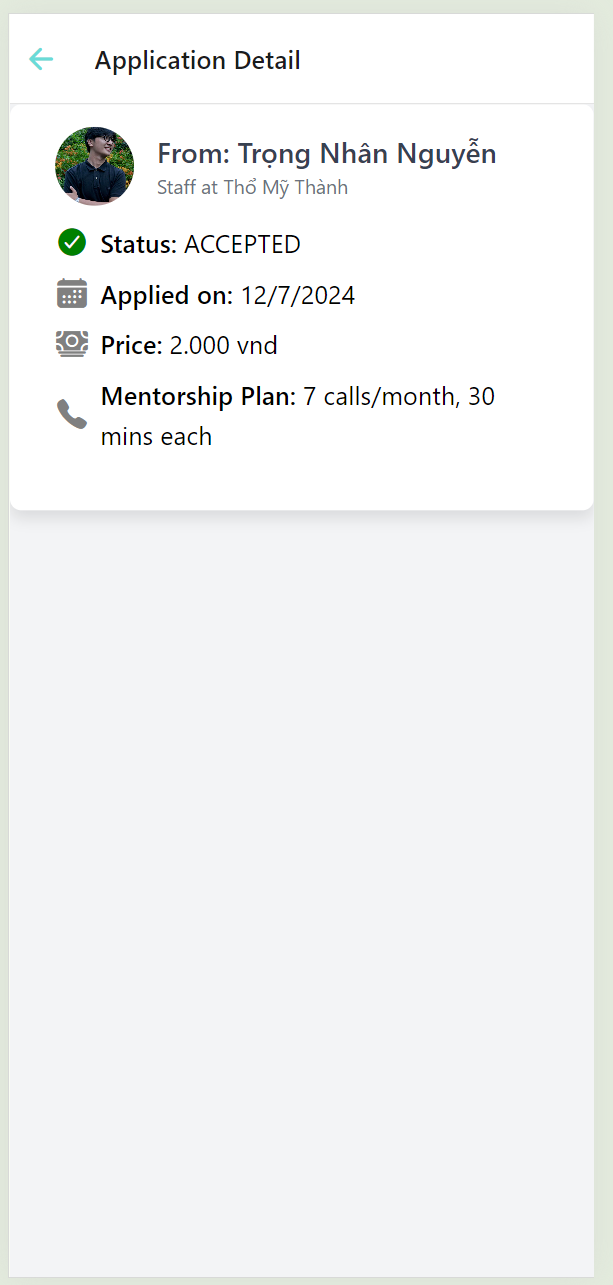 Application Detail
From: Trọng Nhân Nguyễn
Staff at Thổ Mỹ Thành
Status: ACCEPTED
Applied on: 12/7/2024
Price: 2.000 vnd
Mentorship Plan: 7 calls/month, 30
mins each